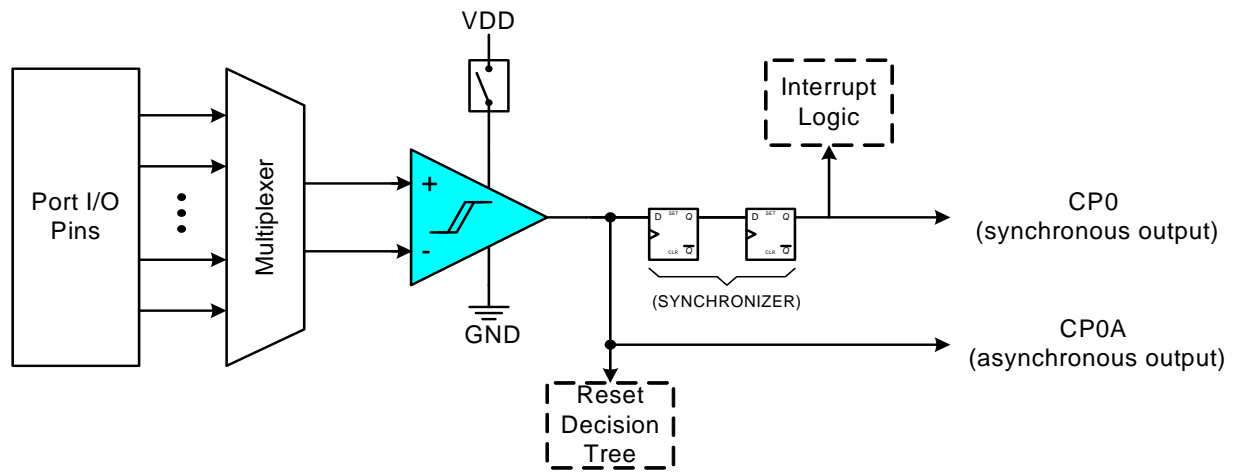 VDD
Port I/O
Pins
Multiplexer
+
-
GND
D SET Q
Q
CLR
D SET Q
Q
CLR
(SYNCHRONIZER)
Interrupt
Logic
CP0
(synchronous output)
CP0A
(asynchronous output)
Reset
Decision
Tree